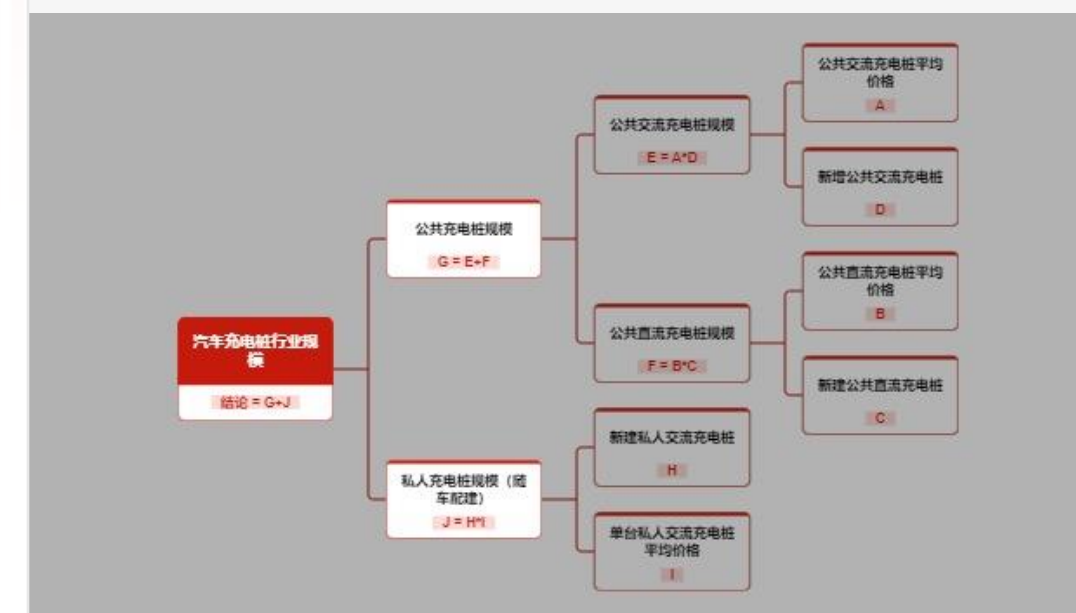 公共交流充电桩平均
价格
A
公共交流充电桩规模
E = A*D
新增公共交流充电桩
D
公共充电桩规模
G = E+F
公共直流充电桩平均
价格
B
公共直流充电桩规模
F = B*C
新建公共直流充电桩
C
汽车充电桩行业规
模
结论 = G+J
新建私人交流充电桩
H
私人充电桩规模（随
车配建）
J = H*I
单台私人交流充电桩
平均价格
I